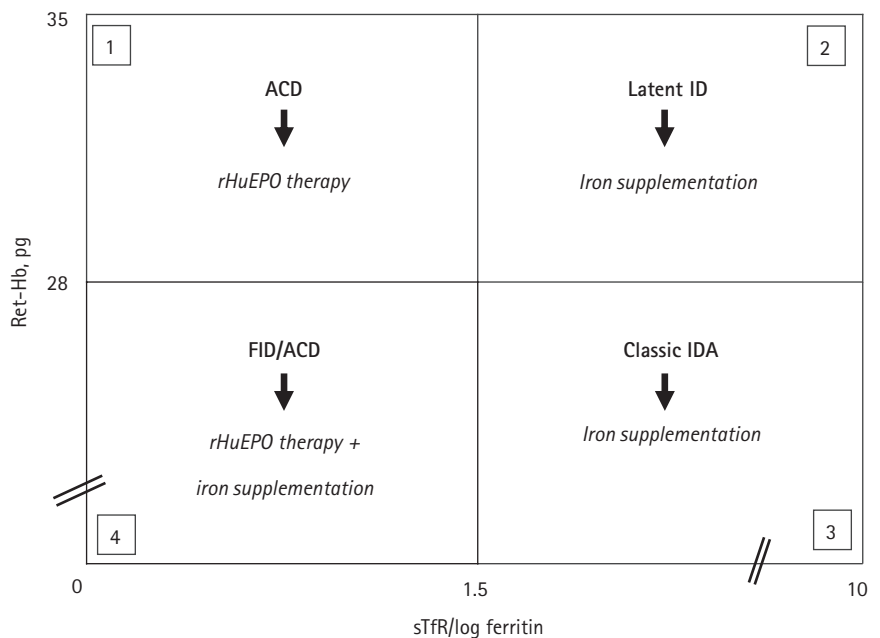 35
1
2
ACD
Latent ID
rHuEPO therapy
Iron supplementation
Ret-Hb, pg
28
FID/ACD
Classic IDA
rHuEPO therapy +
iron supplementation
Iron supplementation
4
3
0
1.5
10
sTfR/log ferritin